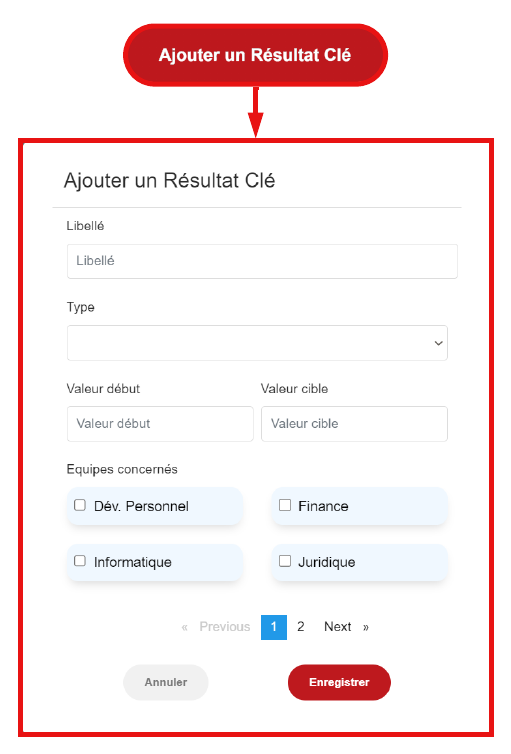 Ajouter un Résultat Clé
Ajouter un Résultat Clé
Libellé
Libellé
Type
Valeur début Valeur cible
Valeur début Valeur cible
Equipes concernés
Dév. Personnel Finance
Informatique Juridique
« Previous 1 2 Next »
Annuler Enregistrer